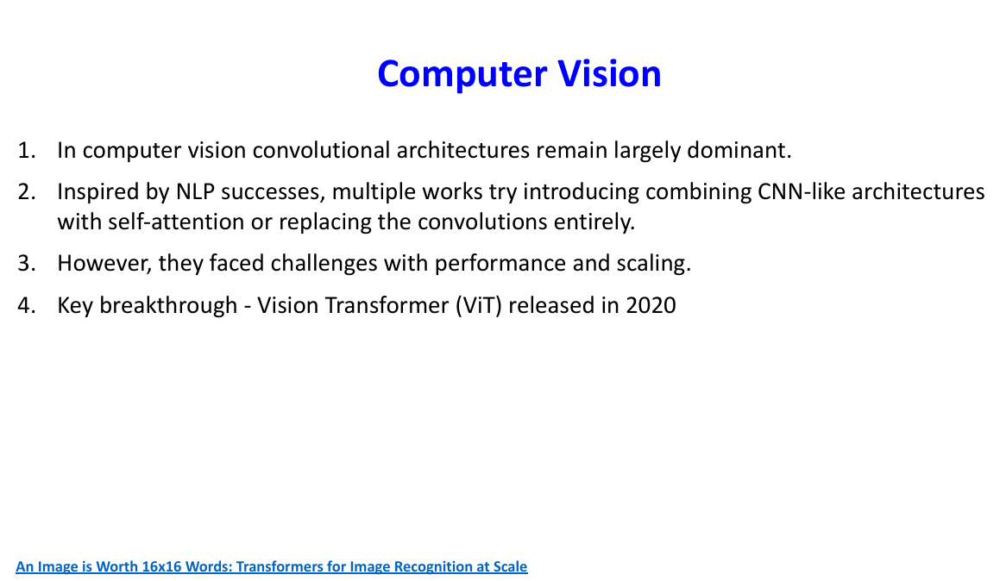 Computer Vision
1. In computer vision convolutional architectures remain largely dominant.
2. Inspired by NLP successes, multiple works try introducing combining CNN-like architectures
with self-attention or replacing the convolutions entirely.
3. However, they faced challenges with performance and scaling.
4. Key breakthrough - Vision Transformer (ViT) released in 2020
An Image is Worth 16x16 Words: Transformers for Image Recognition at Scale